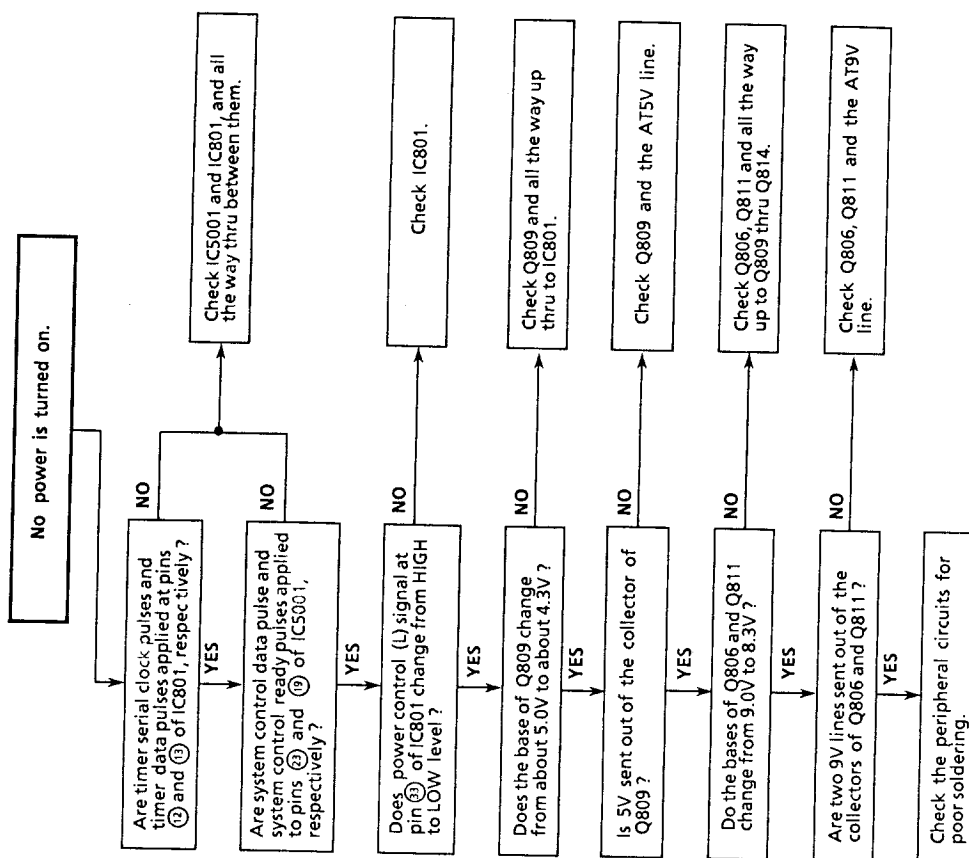 No power is turned on.
Are timer serial clock pulses and
timer data pulses applied at pins
⑫ and ⑬ of IC801, respectively ?
NO
Check IC5001 and IC801, and all
the way thru between them.
YES
Are system control data pulse and
system control ready pulses applied
to pins ㉓ and ⑲ of IC5001,
respectively ?
NO
YES
Does power control (L) signal at
pin ㉝ of IC801 change from HIGH
to LOW level ?
NO
Check IC801.
YES
Does the base of Q809 change
from about 5.0V to about 4.3V ?
NO
Check Q809 and all the way up
thru to IC801.
YES
Is 5V sent out of the collector of
Q809 ?
NO
Check Q809 and the AT5V line.
YES
Do the bases of Q806 and Q811
change from 9.0V to 8.3V ?
NO
Check Q806, Q811 and all the way
up to Q809 thru Q814.
YES
Are two 9V lines sent out of the
collectors of Q806 and Q811 ?
NO
Check Q806, Q811 and the AT9V
line.
YES
Check the peripheral circuits for
poor soldering.